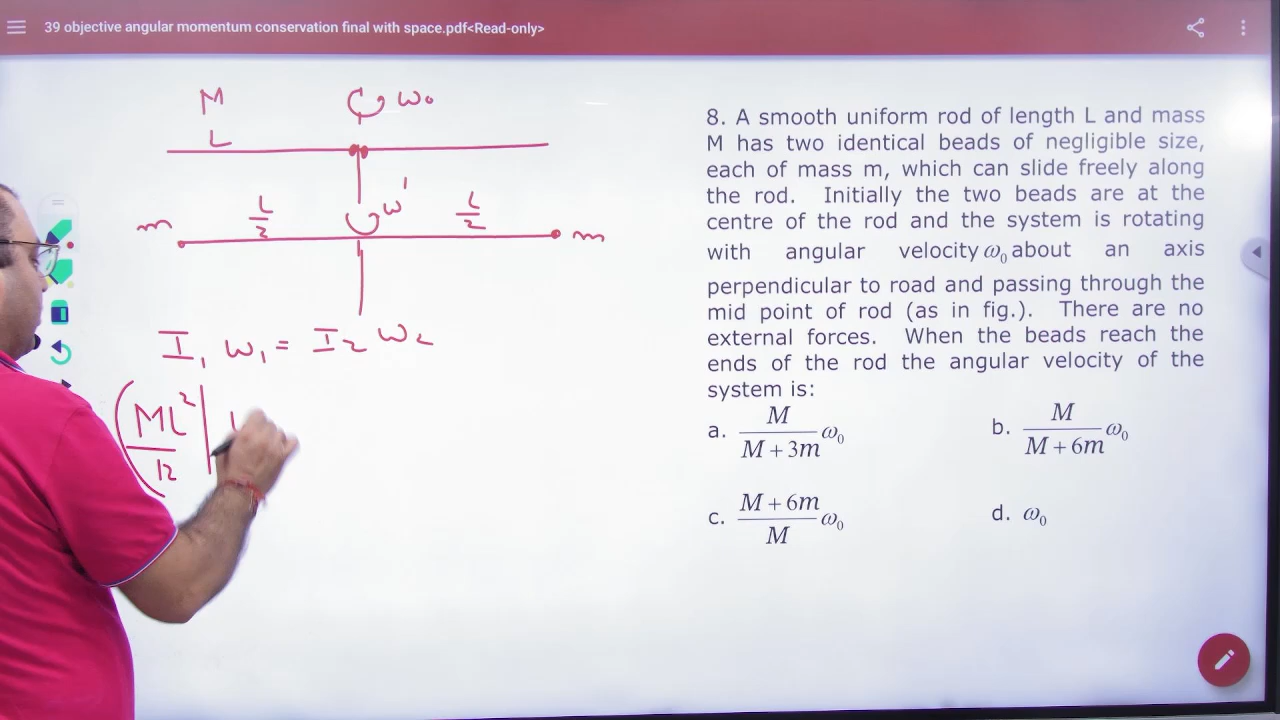 39 objective angular momentum conservation final with space.pdf<Read-only>
M
L
ω₀
m
L/2
ω'
L/2
m
I₁ ω₁ = I₂ ω₂
(ML²/12)
8. A smooth uniform rod of length L and mass
M has two identical beads of negligible size,
each of mass m, which can slide freely along
the rod. Initially the two beads are at the
centre of the rod and the system is rotating
with angular velocity ω₀ about an axis
perpendicular to road and passing through the
mid point of rod (as in fig.). There are no
external forces. When the beads reach the
ends of the rod the angular velocity of the
system is:
a. M/(M + 3m) ω₀ b. M/(M + 6m) ω₀
c. (M + 6m)/M ω₀ d. ω₀